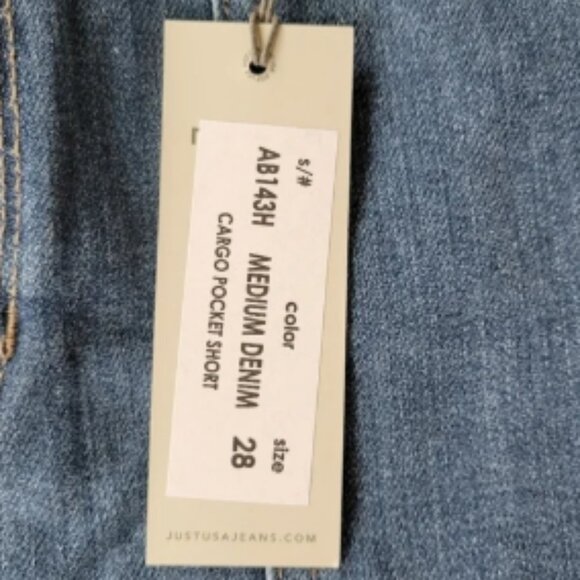 s/# color size
AB143H MEDIUM DENIM 28
CARGO POCKET SHORT
JUSTUSAJEANS.COM